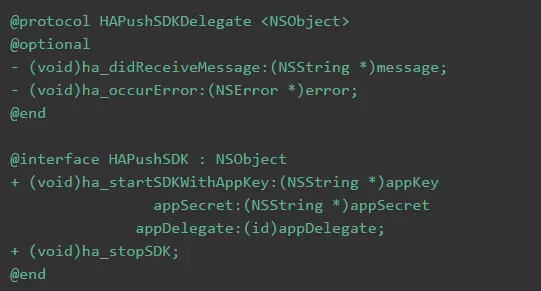 @protocol HAPushSDKDelegate <NSObject>
@optional
- (void)ha_didReceiveMessage:(NSString *)message;
- (void)ha_occurError:(NSError *)error;
@end
@interface HAPushSDK : NSObject
+ (void)ha_startSDKWithAppKey:(NSString *)appKey
appSecret:(NSString *)appSecret
appDelegate:(id)appDelegate;
+ (void)ha_stopSDK;
@end